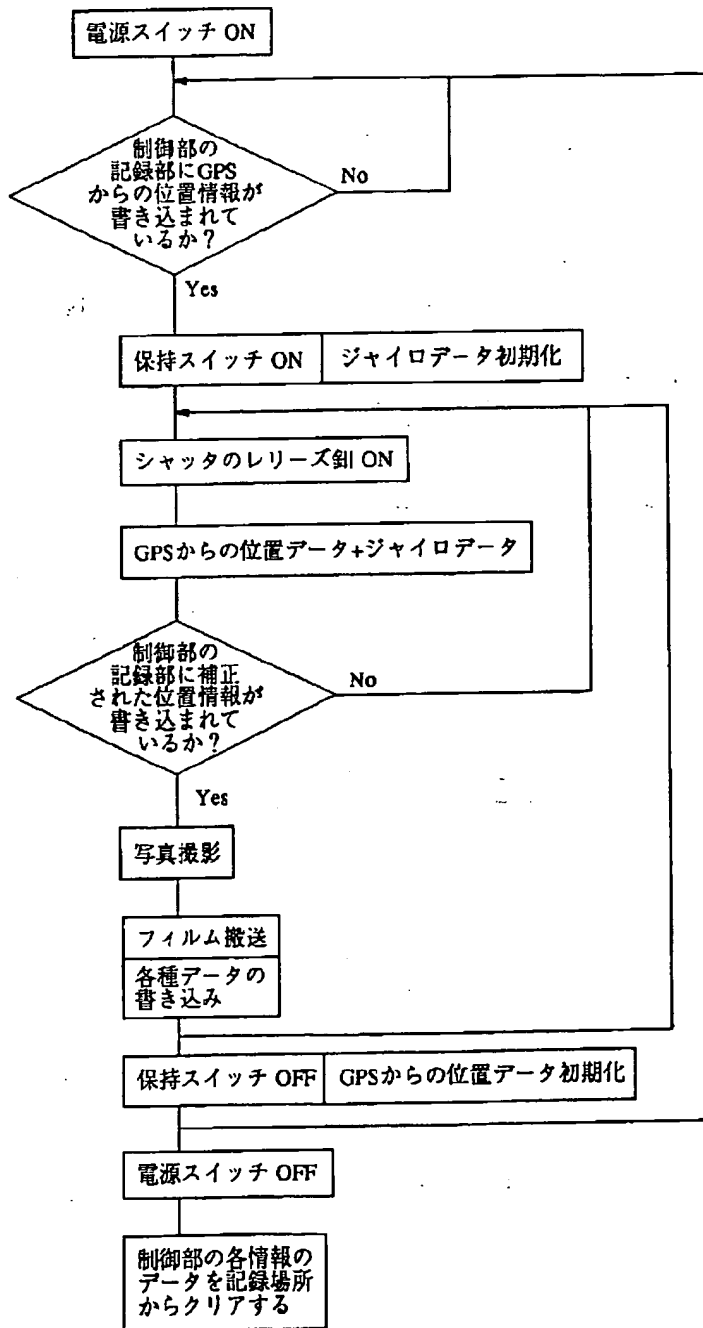 電源スイッチ ON
制御部の
記録部にGPS
からの位置情報が
書き込まれて
いるか?
No
Yes
保持スイッチ ON ジャイロデータ初期化
シャッタのレリーズ釦 ON
GPSからの位置データ+ジャイロデータ
制御部の
記録部に補正
された位置情報が
書き込まれて
いるか?
No
Yes
写真撮影
フィルム搬送
各種データの
書き込み
保持スイッチ OFF GPSからの位置データ初期化
電源スイッチ OFF
制御部の各情報の
データを記録場所
からクリアする